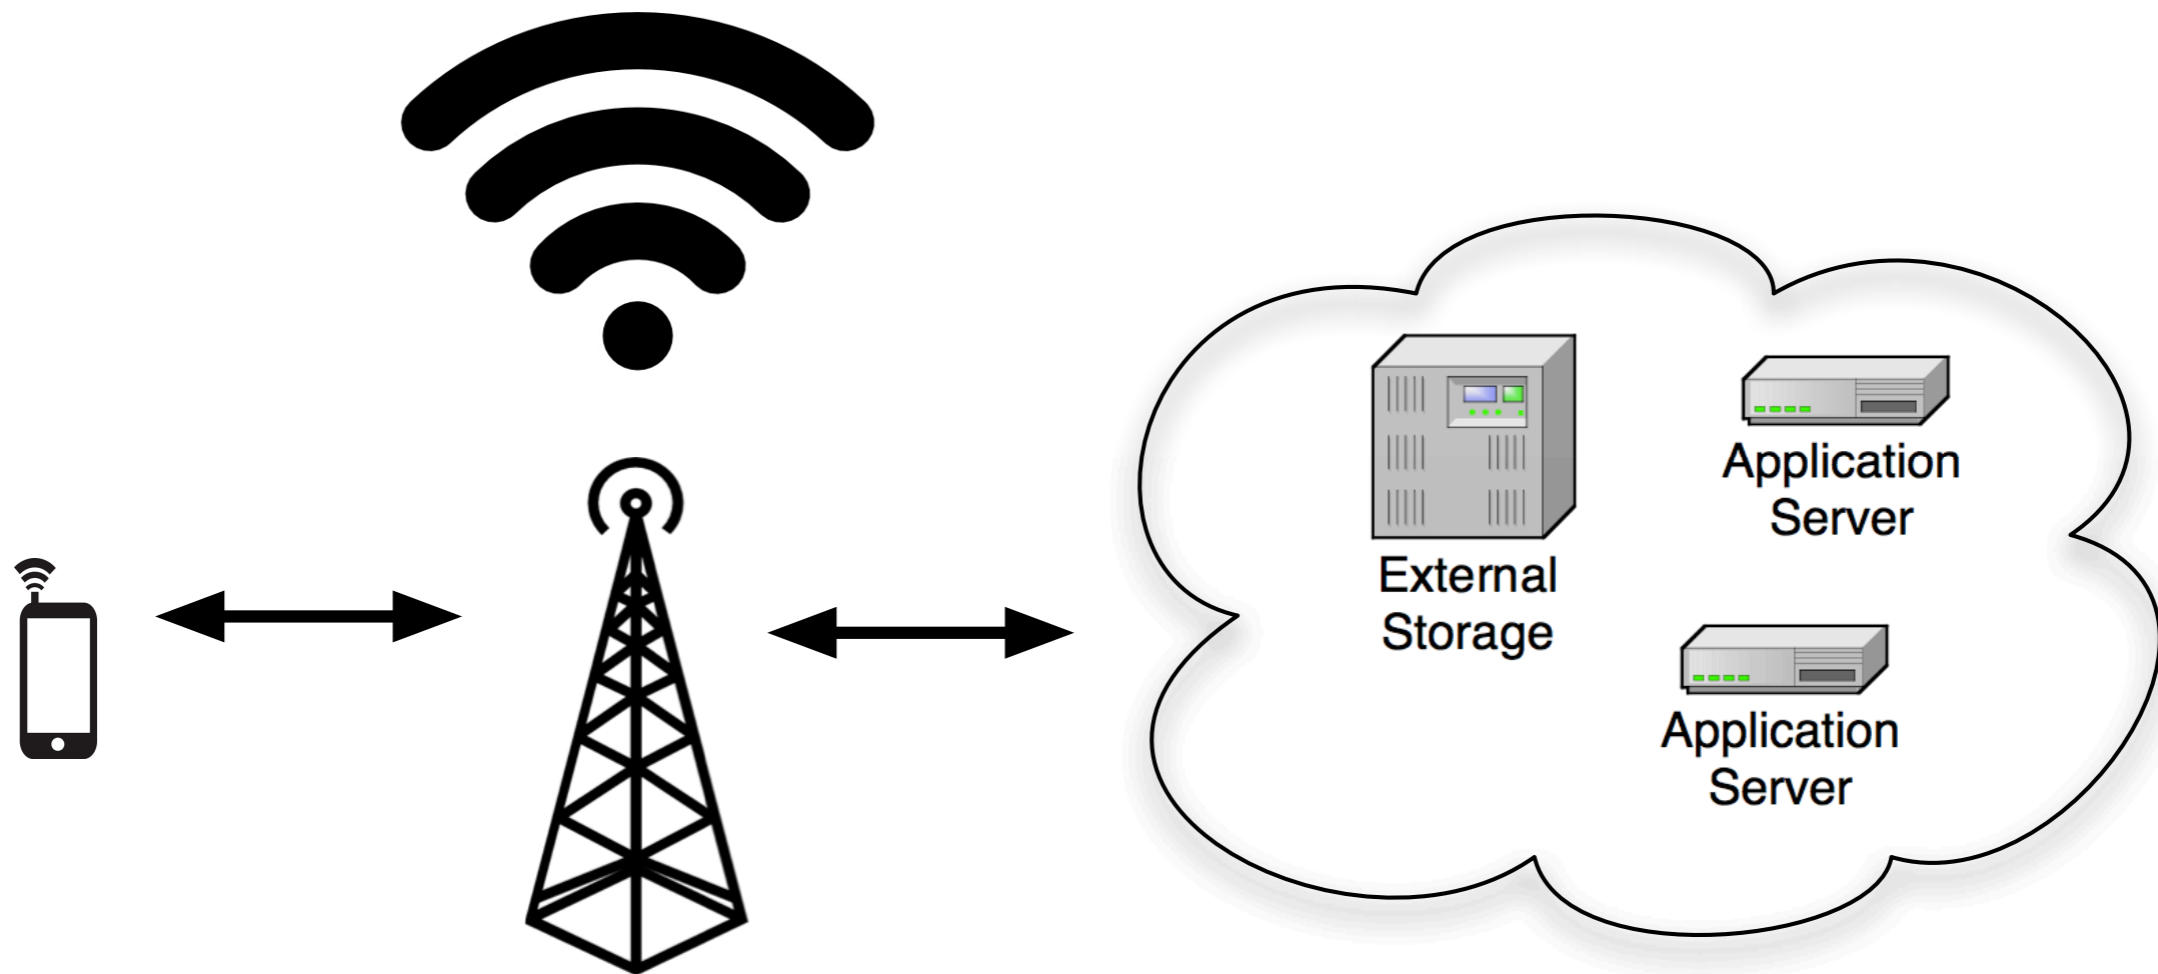 Application
Server
External
Storage
Application
Server